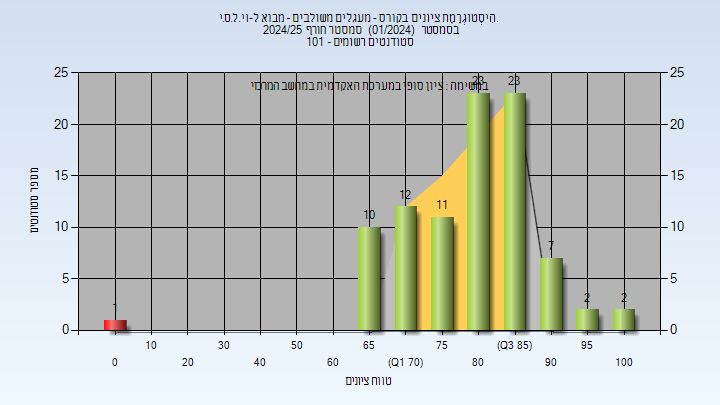 היסטוגרמת ציונים בקורס - מעגלים משולבים - מבוא ל-וי.ל.ס.י.
בסמסטר (01/2024) סמסטר חורף 2024/25
סטודנטים רשומים - 101
במשימה : ציון סופי במערכת האקדמית במחשב המרכזי
מספר סטודנטים
25
20
15
10
5
0
25
20
15
10
5
0
1
10
12
11
23
23
7
2
2
10 30 50 65 75 (Q3 85) 95
0 20 40 60 (Q1 70) 80 90 100
טווח ציונים